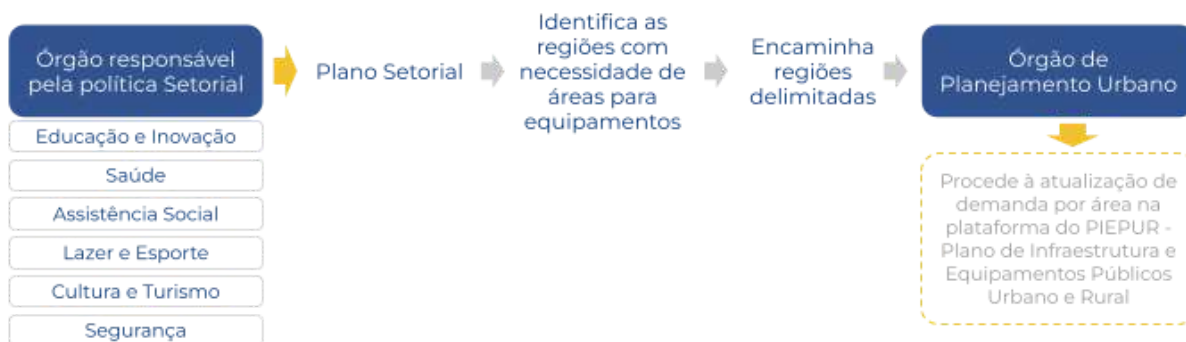 Órgão responsável
pela política Setorial
Educação e Inovação
Saúde
Assistência Social
Lazer e Esporte
Cultura e Turismo
Segurança
Plano Setorial
Identifica as
regiões com
necessidade de
áreas para
equipamentos
Encaminha
regiões
delimitadas
Órgão de
Planejamento Urbano
Procede à atualização de
demanda por área na
plataforma do PIEPUR -
Plano de Infraestrutura e
Equipamentos Públicos
Urbano e Rural